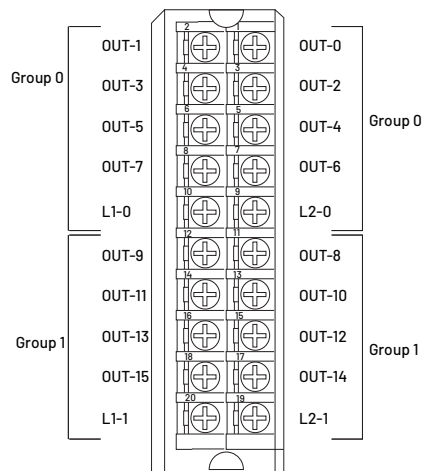 2 1
OUT-1 OUT-0
Group 0
4 3
OUT-3 OUT-2
6 5
OUT-5 OUT-4
Group 0
8 7
OUT-7 OUT-6
10 9
L1-0 L2-0
12 11
OUT-9 OUT-8
14 13
OUT-11 OUT-10
16 15
OUT-13 OUT-12
Group 1
Group 1
18 17
OUT-15 OUT-14
20 19
L1-1 L2-1